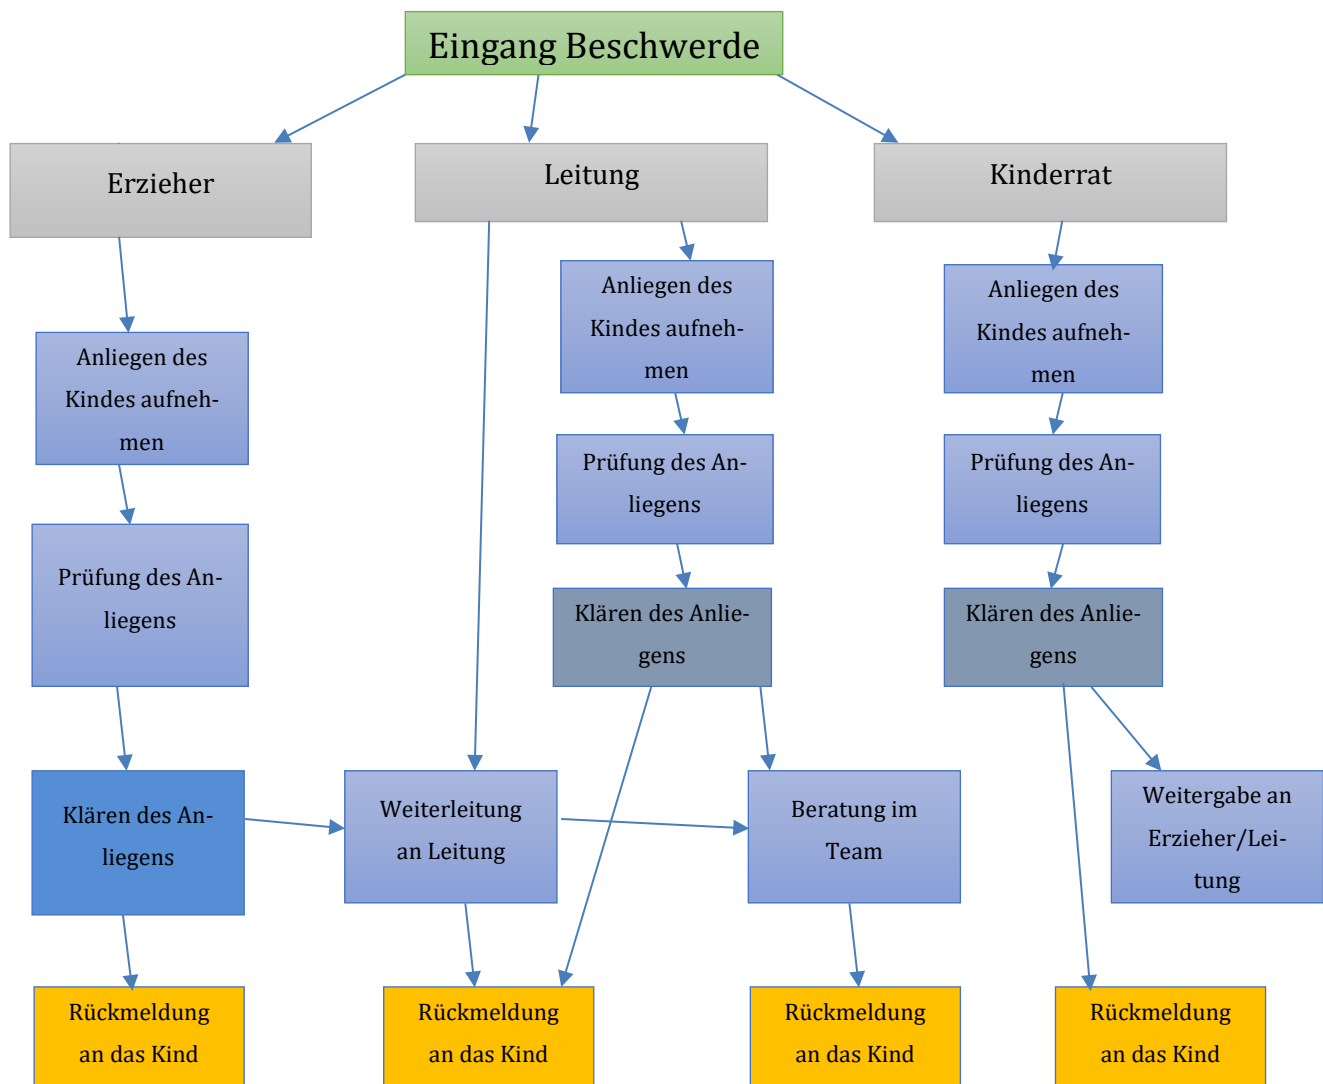 Eingang Beschwerde
Erzieher
Leitung
Kinderrat
Anliegen des
Kindes aufneh-
men
Anliegen des
Kindes aufneh-
men
Anliegen des
Kindes aufneh-
men
Prüfung des An-
liegens
Prüfung des An-
liegens
Prüfung des An-
liegens
Klären des Anlie-
gens
Klären des Anlie-
gens
Klären des An-
liegens
Weiterleitung
an Leitung
Beratung im
Team
Weitergabe an
Erzieher/Lei-
tung
Rückmeldung
an das Kind
Rückmeldung
an das Kind
Rückmeldung
an das Kind
Rückmeldung
an das Kind